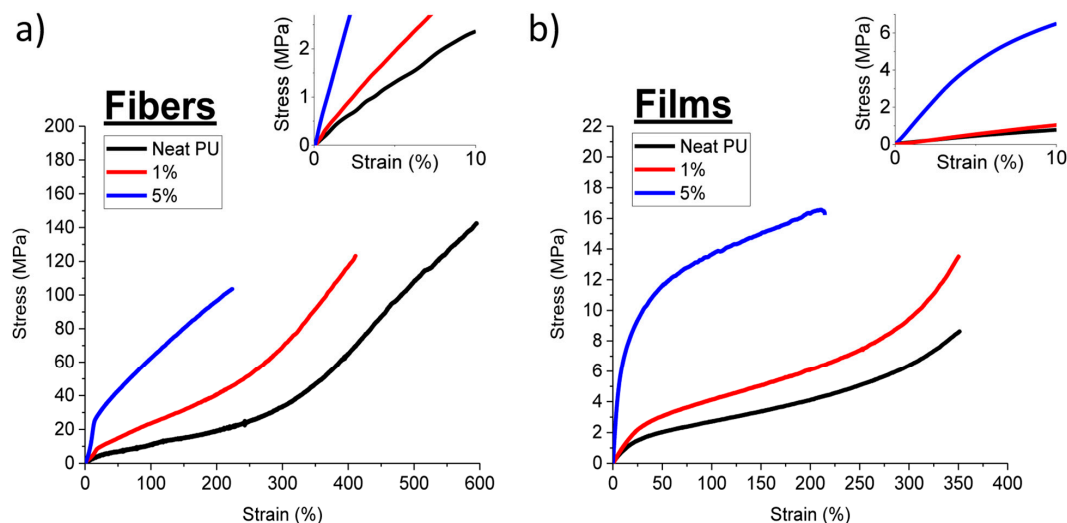 a)
Fibers
Neat PU
1%
5%
Stress (MPa)
200
180
160
140
120
100
80
60
40
20
0
0 100 200 300 400 500 600
Strain (%)
Stress (MPa)
2
1
0
0 10
Strain (%)
b)
Films
Neat PU
1%
5%
Stress (MPa)
22
20
18
16
14
12
10
8
6
4
2
0
0 50 100 150 200 250 300 350 400
Strain (%)
Stress (MPa)
6
4
2
0
0 10
Strain (%)